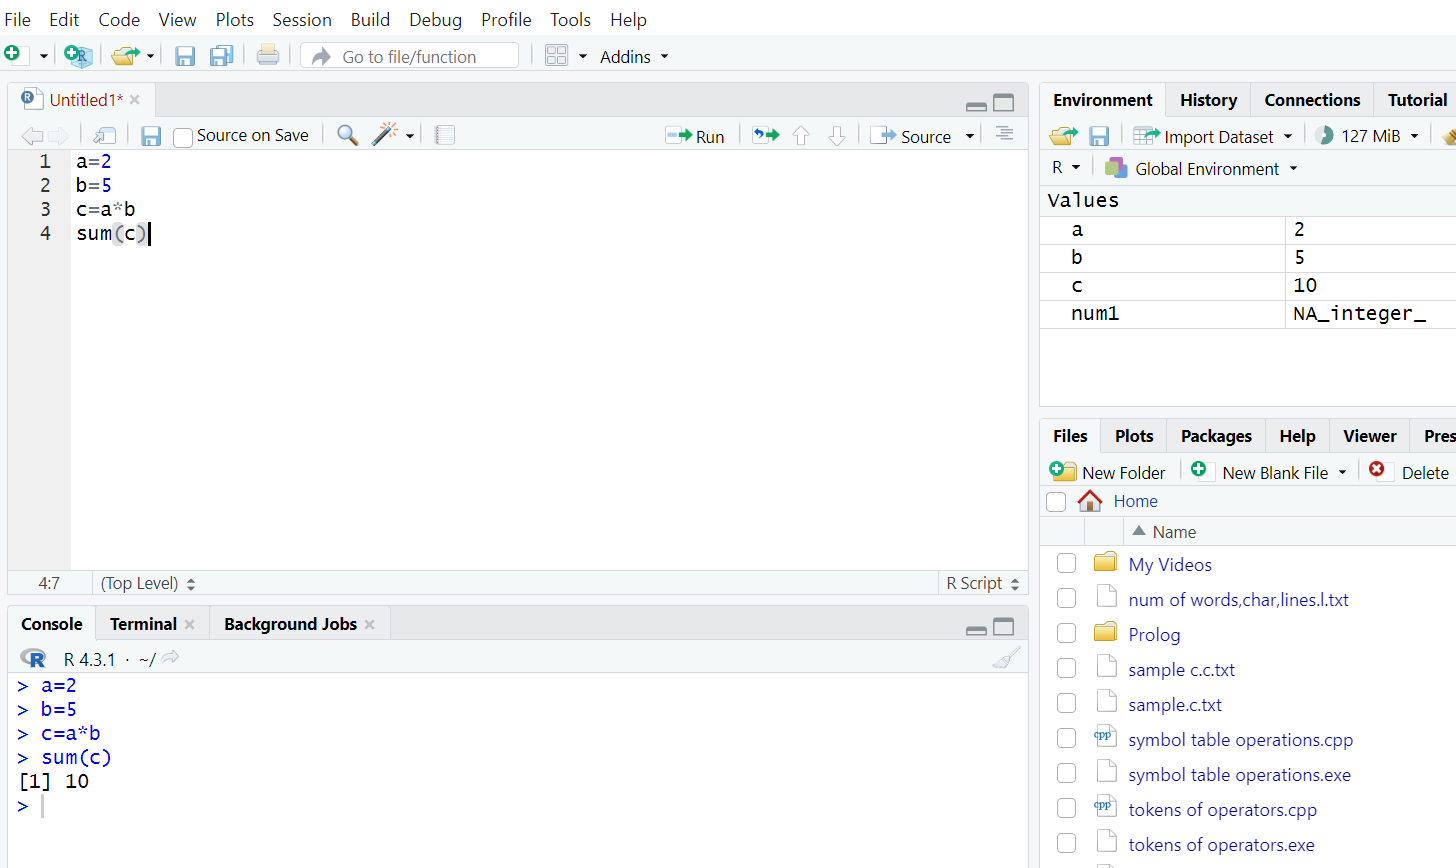 File Edit Code View Plots Session Build Debug Profile Tools Help
Go to file/function Addins
Untitled1*
Source on Save Run Source
1 a=2
2 b=5
3 c=a*b
4 sum(c)
4:7 (Top Level) R Script
Console Terminal Background Jobs
R 4.3.1 · ~/
> a=2
> b=5
> c=a*b
> sum(c)
[1] 10
>
Environment History Connections Tutorial
Import Dataset 127 MiB
R Global Environment
Values
a 2
b 5
c 10
num1 NA_integer_
Files Plots Packages Help Viewer Pres
New Folder New Blank File Delete
Home
Name
My Videos
num of words,char,lines.l.txt
Prolog
sample c.c.txt
sample.c.txt
cpp symbol table operations.cpp
symbol table operations.exe
cpp tokens of operators.cpp
tokens of operators.exe